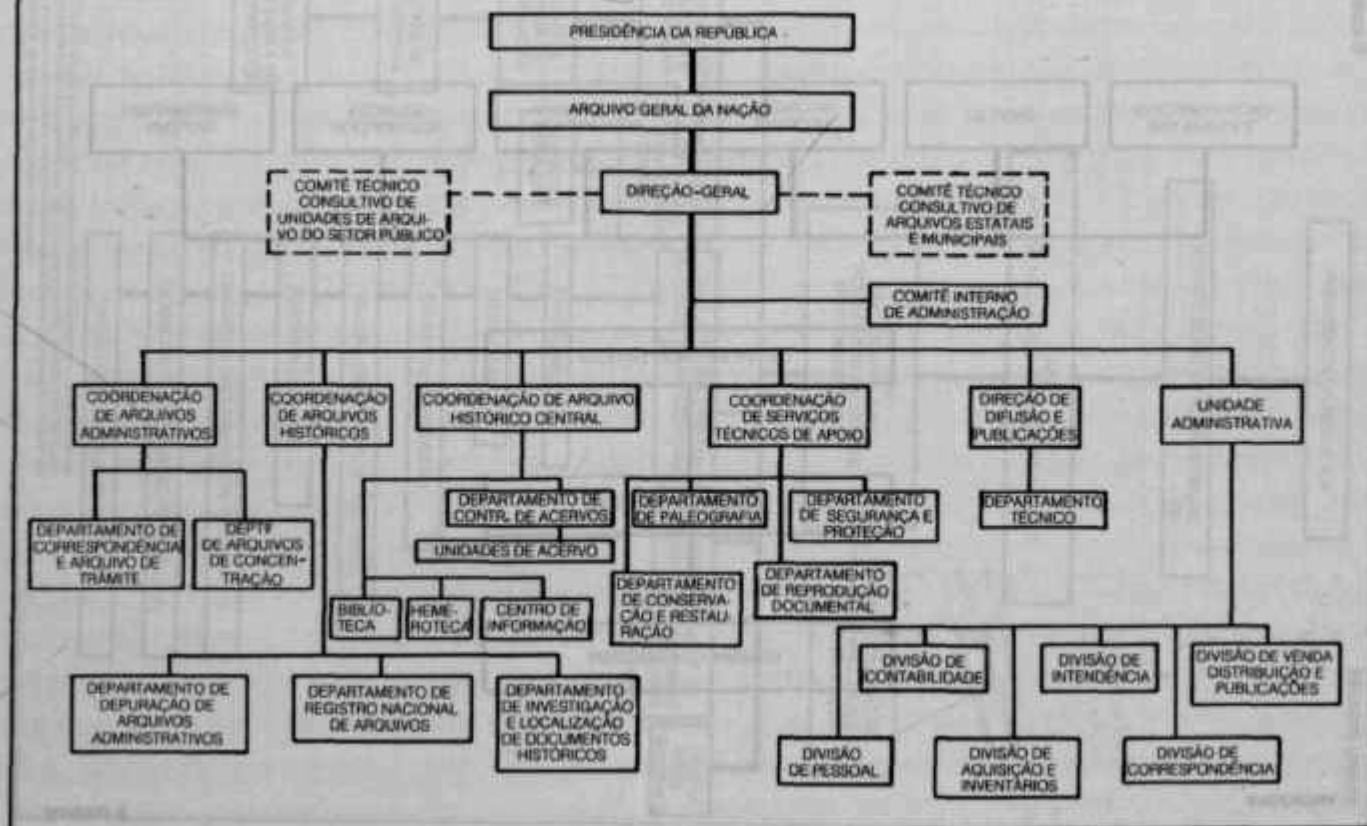 PRESIDÊNCIA DA REPÚBLICA
ARQUIVO GERAL DA NAÇÃO
COMITÊ TÉCNICO
CONSULTIVO DE
UNIDADES DE ARQUI-
VO DO SETOR PÚBLICO
DIREÇÃO-GERAL
COMITÊ TÉCNICO
CONSULTIVO DE
ARQUIVOS ESTATAIS
E MUNICIPAIS
COMITÊ INTERNO
DE ADMINISTRAÇÃO
COORDENAÇÃO
DE ARQUIVOS
ADMINISTRATIVOS
COORDENAÇÃO
DE ARQUIVOS
HISTÓRICOS
COORDENAÇÃO DE ARQUIVO
HISTÓRICO CENTRAL
COORDENAÇÃO
DE SERVIÇOS
TÉCNICOS DE APOIO
DIREÇÃO DE
DIFUSÃO E
PUBLICAÇÕES
UNIDADE
ADMINISTRATIVA
DEPARTAMENTO DE
CORRESPONDÊNCIA
E ARQUIVO DE
TRÂMITE
DEPTº
DE ARQUIVOS
DE CONCEN-
TRAÇÃO
DEPARTAMENTO DE
CONTR. DE ACERVOS
UNIDADES DE ACERVO
BIBLIO-
TECA
HEME-
ROTECA
CENTRO DE
INFORMAÇÃO
DEPARTAMENTO
DE PALEOGRAFIA
DEPARTAMENTO
DE SEGURANÇA E
PROTEÇÃO
DEPARTAMENTO
DE CONSERVA-
ÇÃO E RESTAU-
RAÇÃO
DEPARTAMENTO
DE REPRODUÇÃO
DOCUMENTAL
DEPARTAMENTO
TÉCNICO
DEPARTAMENTO DE
DEPURAÇÃO DE
ARQUIVOS
ADMINISTRATIVOS
DEPARTAMENTO DE
REGISTRO NACIONAL
DE ARQUIVOS
DEPARTAMENTO
DE INVESTIGAÇÃO
E LOCALIZAÇÃO
DE DOCUMENTOS
HISTÓRICOS
DIVISÃO DE
CONTABILIDADE
DIVISÃO DE
INTENDÊNCIA
DIVISÃO DE VENDA
DISTRIBUIÇÃO E
PUBLICAÇÕES
DIVISÃO
DE PESSOAL
DIVISÃO DE
AQUISIÇÃO E
INVENTÁRIOS
DIVISÃO DE
CORRESPONDÊNCIA